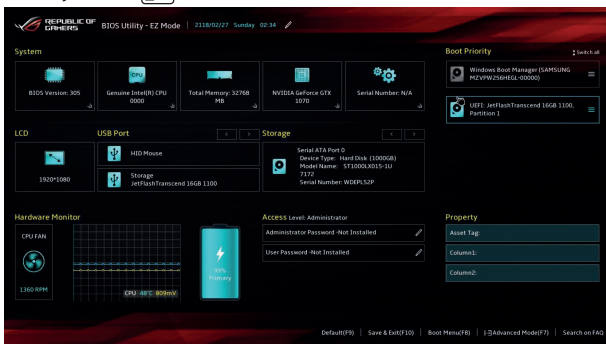 REPUBLIC OF
GAMERS
BIOS Utility - EZ Mode
2118/02/27 Sunday 02:34
System
BIOS Version: 305
CPU
Genuine Intel(R) CPU
0000
Total Memory: 32768
MB
NVIDIA GeForce GTX
1070
Serial Number: N/A
Boot Priority
Switch all
Windows Boot Manager (SAMSUNG
MZVPW256HEGL-00000)
UEFI: JetFlashTranscend 16GB 1100,
Partition 1
LCD
1920*1080
USB Port
HID Mouse
Storage
JetFlashTranscend 16GB 1100
Storage
Serial ATA Port 0
Device Type: Hard Disk (1000GB)
Model Name: ST1000LX015-1U
7172
Serial Number: WDEPLS2P
Hardware Monitor
CPU FAN
1360 RPM
CPU 48°C 809mV
99%
Primary
Access Level: Administrator
Administrator Password -Not Installed
User Password -Not Installed
Property
Asset Tag:
Column1:
Column2:
Default(F9)
Save & Exit(F10)
Boot Menu(F8)
Advanced Mode(F7)
Search on FAQ